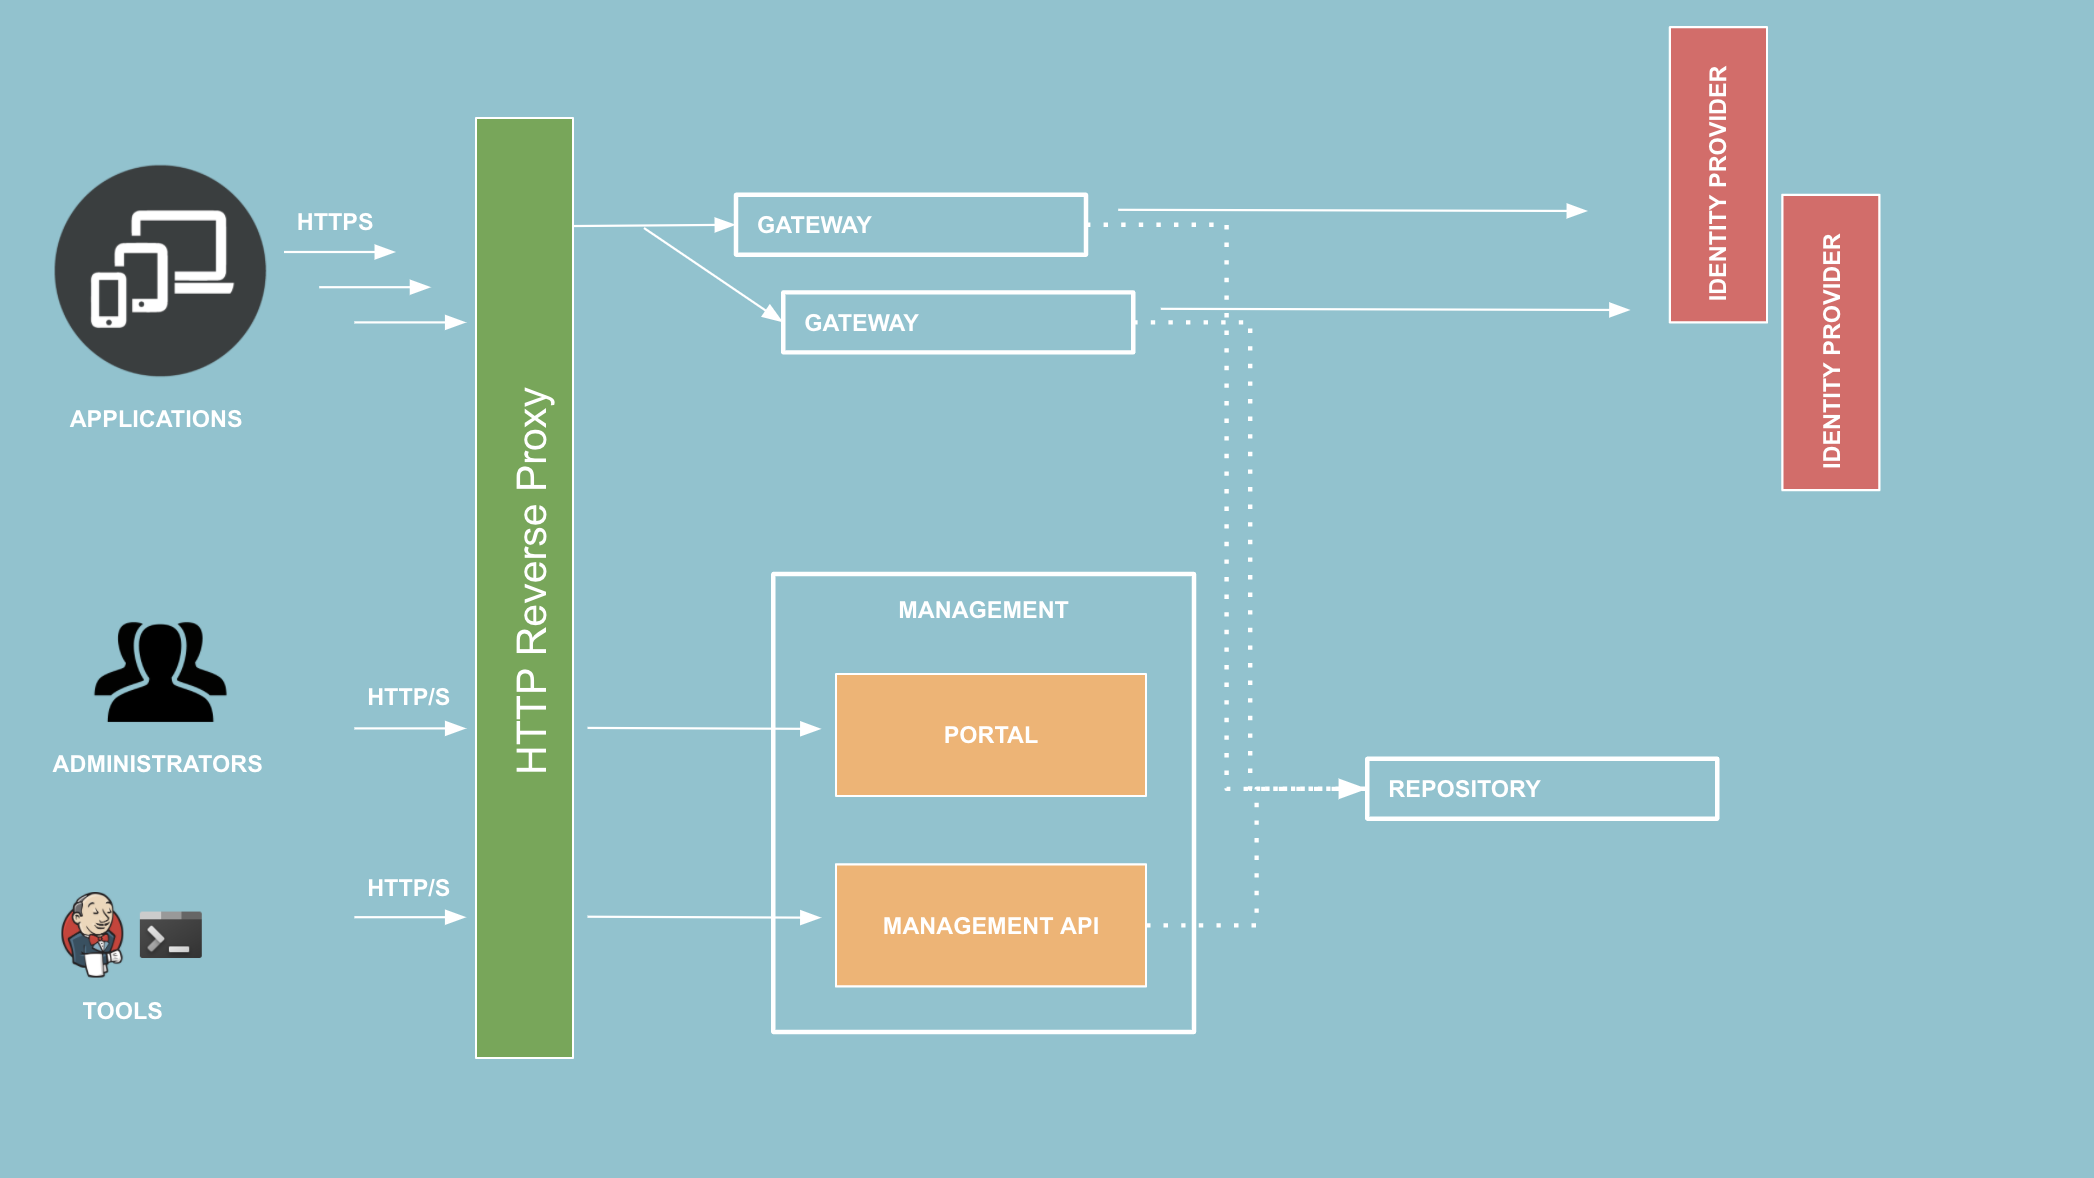 HTTPS
APPLICATIONS
HTTP/S
ADMINISTRATORS
HTTP/S
TOOLS
HTTP Reverse Proxy
GATEWAY
GATEWAY
MANAGEMENT
PORTAL
MANAGEMENT API
REPOSITORY
IDENTITY PROVIDER
IDENTITY PROVIDER